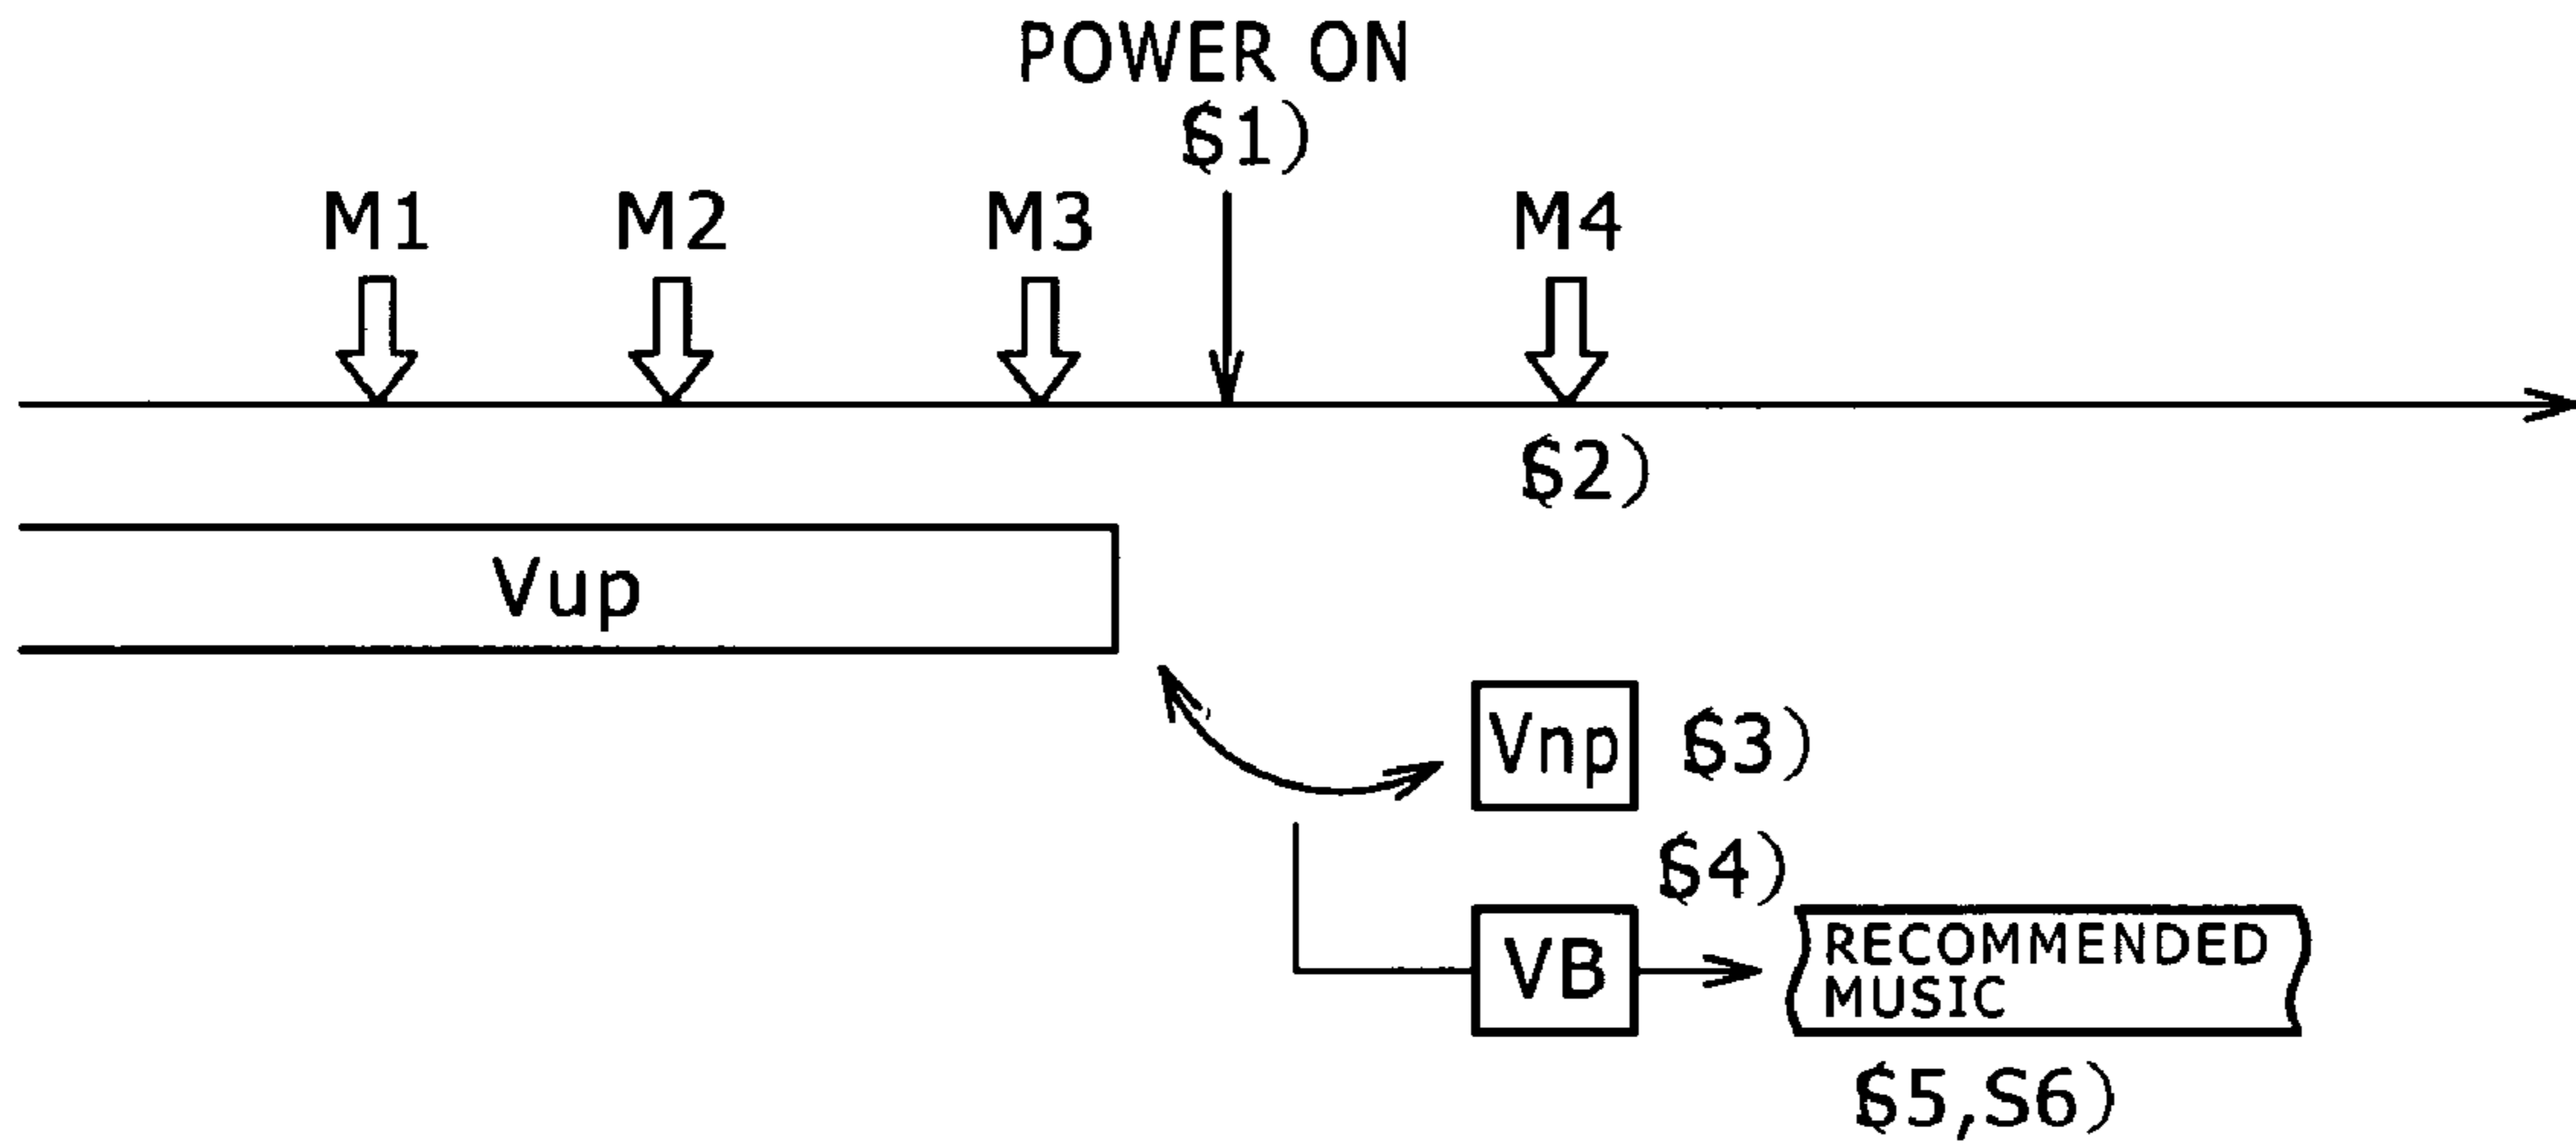 POWER ON
(S1)
M1 M2 M3 M4
(S2)
Vup
Vnp (S3)
(S4)
VB
RECOMMENDED
MUSIC
(S5,S6)